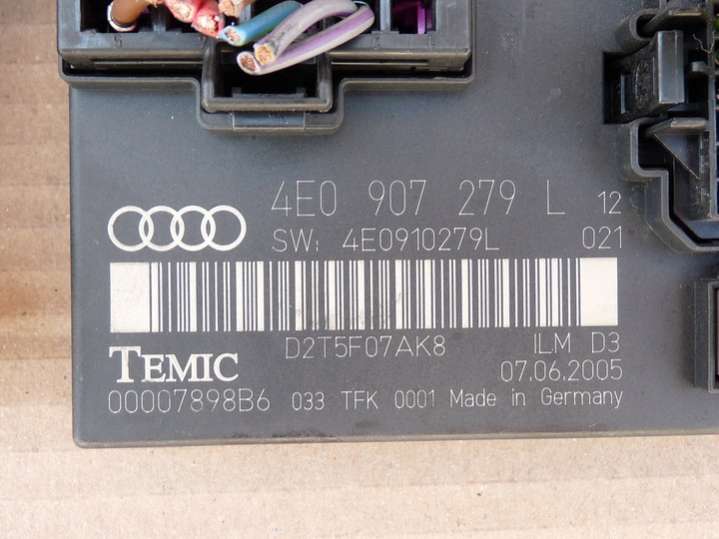 4E0 907 279 L 12
SW: 4E0910279L 021
D2T5F07AK8 ILM D3
TEMIC 07.06.2005
00007898B6 033 TFK 0001 Made in Germany